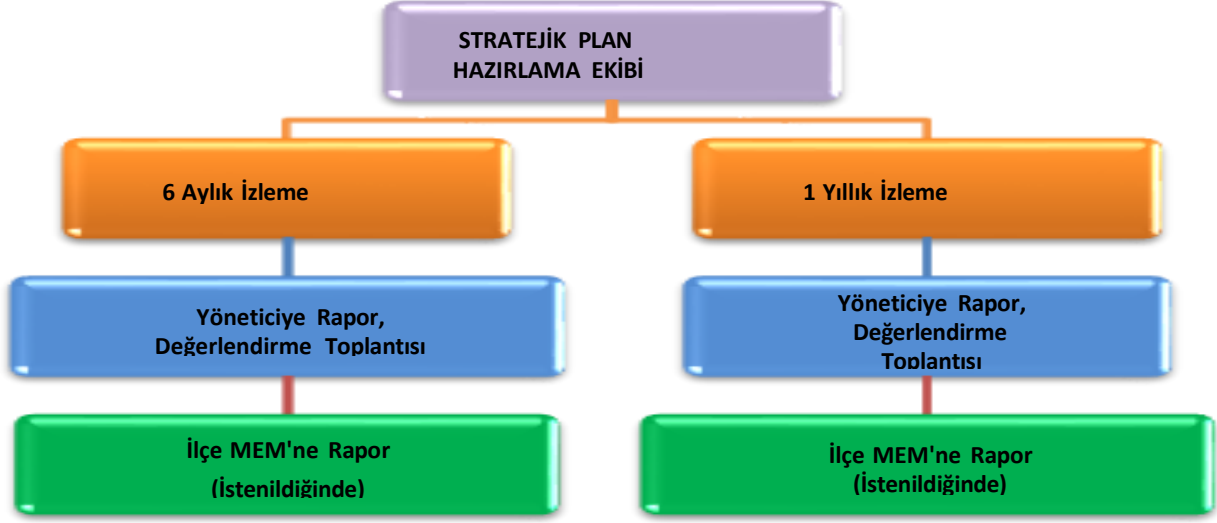 STRATEJİK PLAN
HAZIRLAMA EKİBİ
6 Aylık İzleme
1 Yıllık İzleme
Yöneticiye Rapor,
Değerlendirme Toplantısı
Yöneticiye Rapor,
Değerlendirme
Toplantısı
İlçe MEM'ne Rapor
(İstenildiğinde)
İlçe MEM'ne Rapor
(İstenildiğinde)